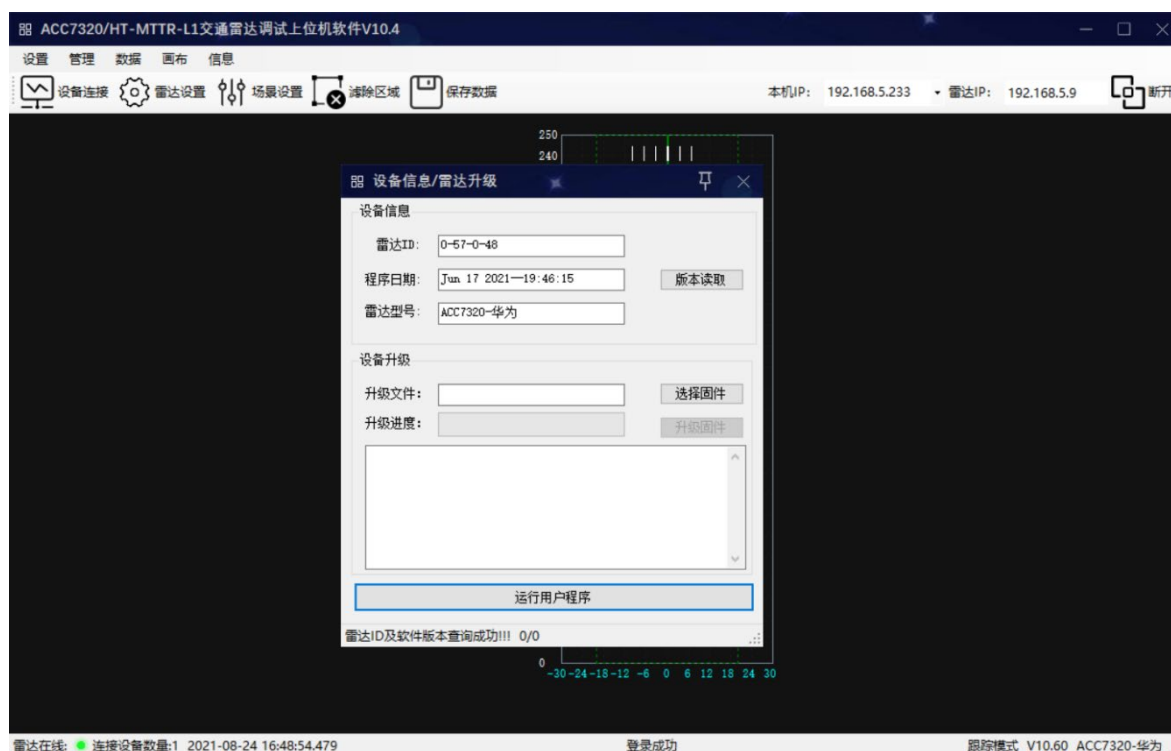 ACC7320/HT-MTTR-L1交通雷达调试上位机软件V10.4
设置 管理 数据 画布 信息
设备连接 雷达设置 场景设置 滤除区域 保存数据 本机IP: 192.168.5.233 雷达IP: 192.168.5.9 断开
250
240
设备信息/雷达升级
设备信息
雷达ID: 0-57-0-48
程序日期: Jun 17 2021--19:46:15 版本读取
雷达型号: ACC7320-华为
设备升级
升级文件: 选择固件
升级进度: 升级固件
运行用户程序
雷达ID及软件版本查询成功!!! 0/0
0
-30 -24 -18 -12 -6 0 6 12 18 24 30
雷达在线: 连接设备数量:1 2021-08-24 16:48:54.479 登录成功 跟踪模式 V10.60 ACC7320-华为